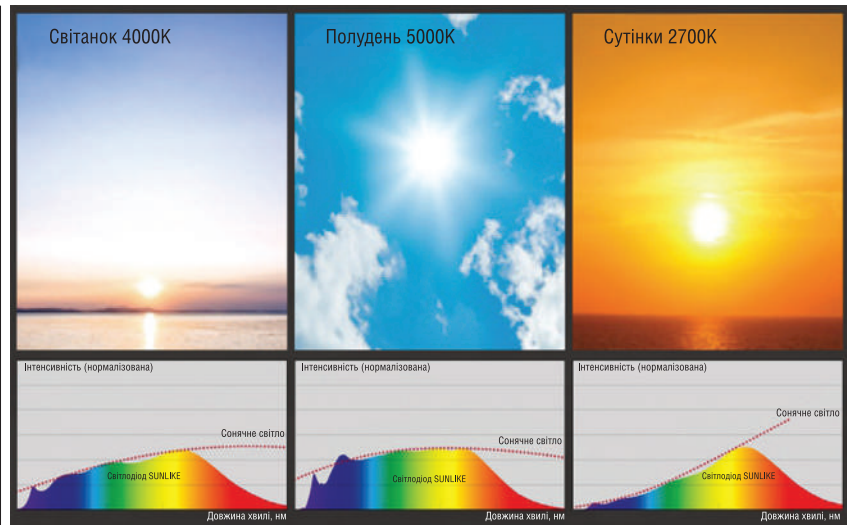 Світанок 4000K
Полудень 5000K
Сутінки 2700K
Інтенсивність (нормалізована)
Сонячне світло
Світлодіод SUNLIKE
Довжина хвилі, нм
Інтенсивність (нормалізована)
Сонячне світло
Світлодіод SUNLIKE
Довжина хвилі, нм
Інтенсивність (нормалізована)
Сонячне світло
Світлодіод SUNLIKE
Довжина хвилі, нм